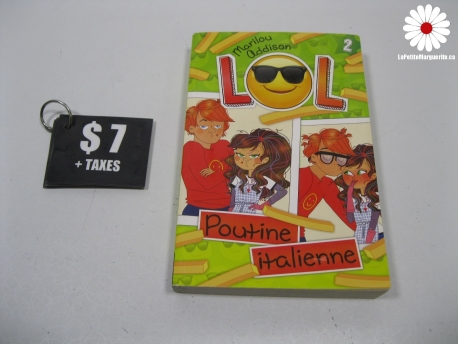 LaPetiteMarguerite.ca
$7
+ TAXES
Marilou
Addison
2
LOL
Poutine
italienne